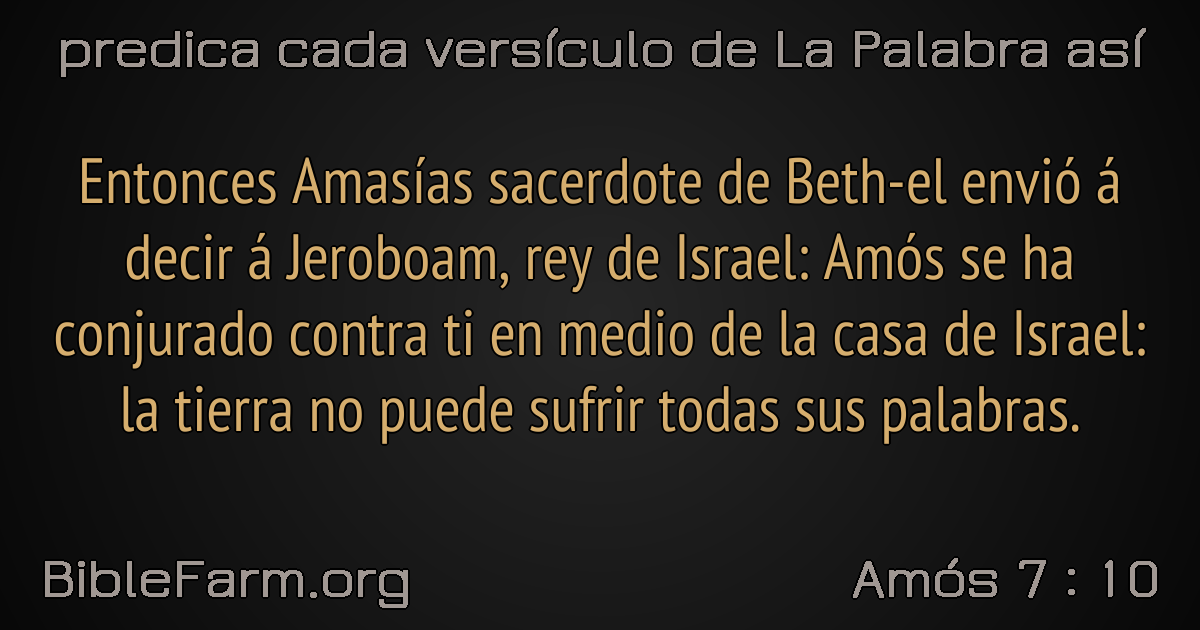 predica cada versículo de La Palabra así
Entonces Amasías sacerdote de Beth-el envió á
decir á Jeroboam, rey de Israel: Amós se ha
conjurado contra ti en medio de la casa de Israel:
la tierra no puede sufrir todas sus palabras.
BibleFarm.org
Amós 7 : 10